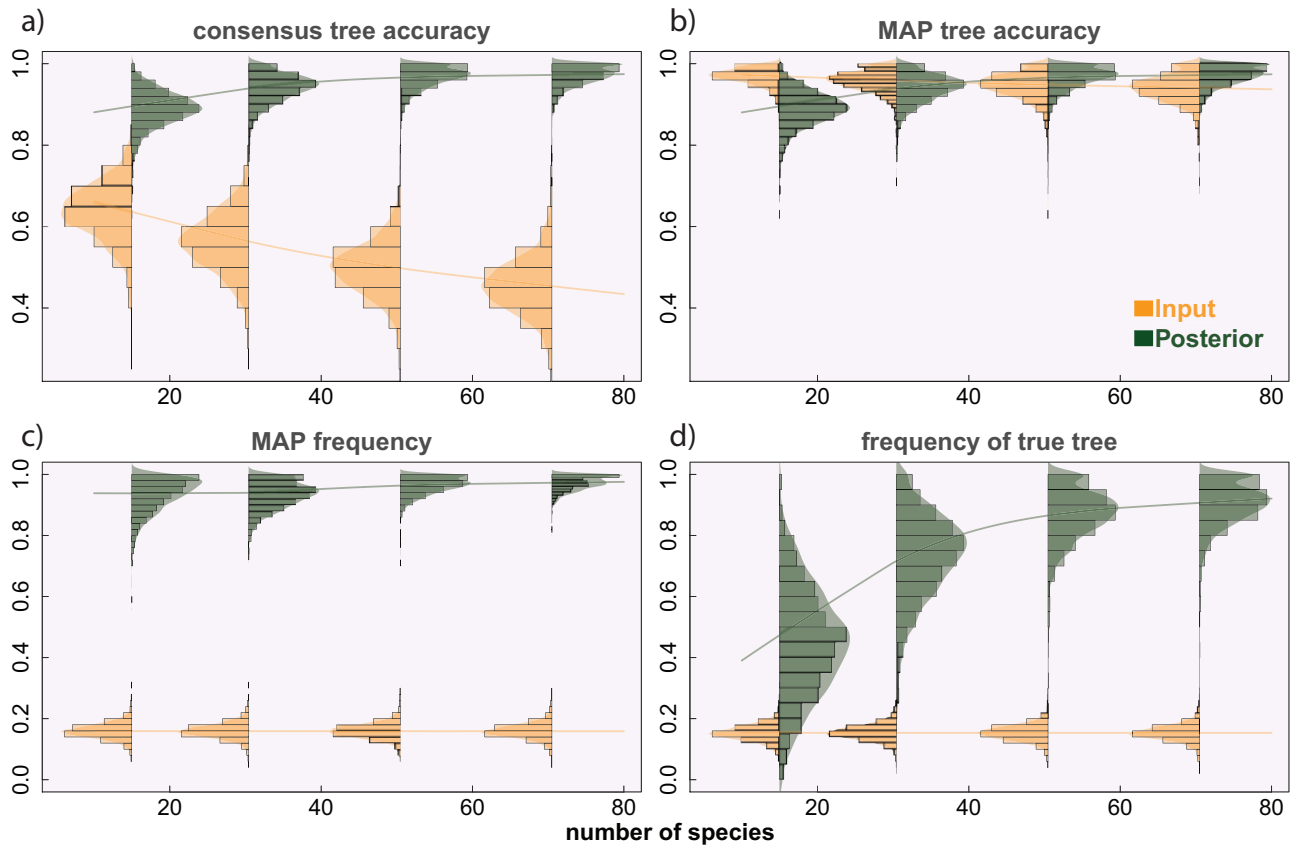 a)
consensus tree accuracy
1.0
0.8
0.6
0.4
20 40 60 80
b)
MAP tree accuracy
1.0
0.8
0.6
0.4
Input
Posterior
20 40 60 80
c)
MAP frequency
1.0
0.8
0.6
0.4
0.2
0.0
20 40 60 80
d)
frequency of true tree
1.0
0.8
0.6
0.4
0.2
0.0
20 40 60 80
number of species